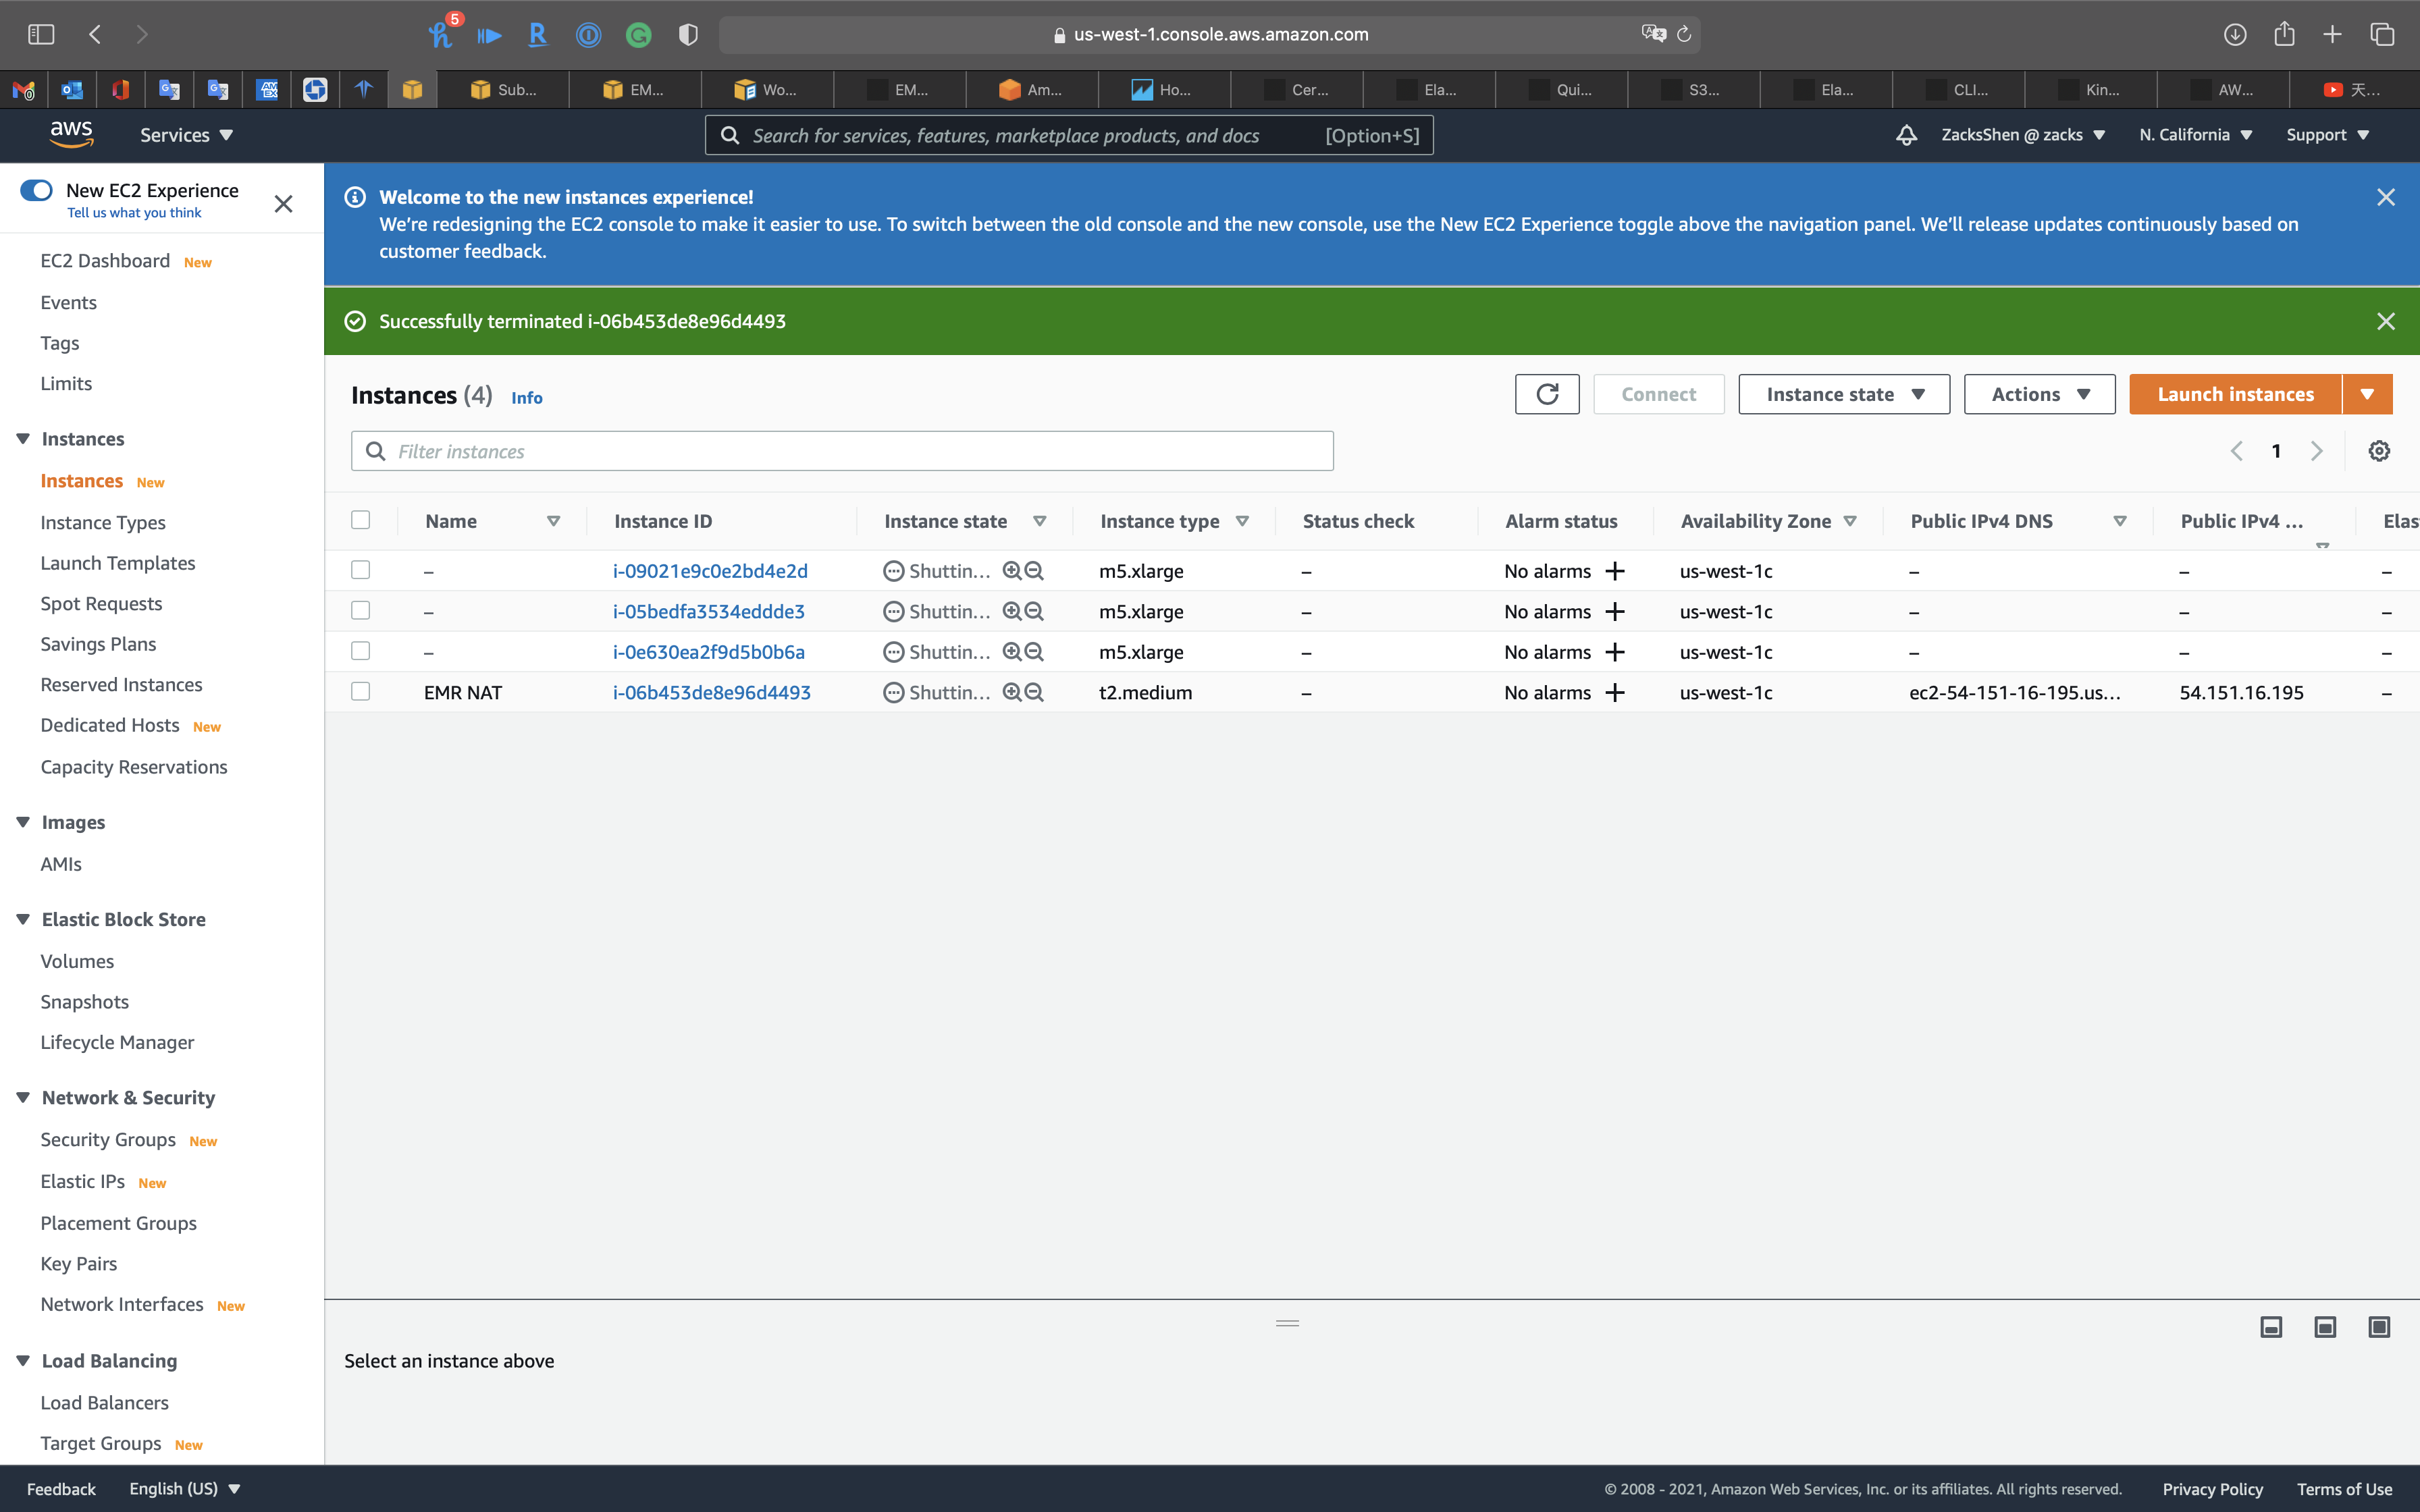 5
us-west-1.console.aws.amazon.com
Sub...
EM...
Wo...
EM...
Am...
Ho...
Cer...
Ela...
Qui...
S3...
Ela...
CLI...
Kin...
AW...
天...
aws
Services
Search for services, features, marketplace products, and docs [Option+S]
ZacksShen @ zacks
N. California
Support
New EC2 Experience
Tell us what you think
EC2 Dashboard New
Events
Tags
Limits
Instances
Instances New
Instance Types
Launch Templates
Spot Requests
Savings Plans
Reserved Instances
Dedicated Hosts New
Capacity Reservations
Images
AMIs
Elastic Block Store
Volumes
Snapshots
Lifecycle Manager
Network & Security
Security Groups New
Elastic IPs New
Placement Groups
Key Pairs
Network Interfaces New
Load Balancing
Load Balancers
Target Groups New
Welcome to the new instances experience!
We’re redesigning the EC2 console to make it easier to use. To switch between the old console and the new console, use the New EC2 Experience toggle above the navigation panel. We’ll release updates continuously based on
customer feedback.
Successfully terminated i-06b453de8e96d4493
Instances (4) Info
Connect
Instance state
Actions
Launch instances
Filter instances
1
Name Instance ID Instance state Instance type Status check Alarm status Availability Zone Public IPv4 DNS Public IPv4 ... Elas
– i-09021e9c0e2bd4e2d Shuttin... m5.xlarge – No alarms + us-west-1c – – –
– i-05bedfa3534eddde3 Shuttin... m5.xlarge – No alarms + us-west-1c – – –
– i-0e630ea2f9d5b0b6a Shuttin... m5.xlarge – No alarms + us-west-1c – – –
EMR NAT i-06b453de8e96d4493 Shuttin... t2.medium – No alarms + us-west-1c ec2-54-151-16-195.us... 54.151.16.195 –
Select an instance above
Feedback
English (US)
© 2008 - 2021, Amazon Web Services, Inc. or its affiliates. All rights reserved.
Privacy Policy
Terms of Use